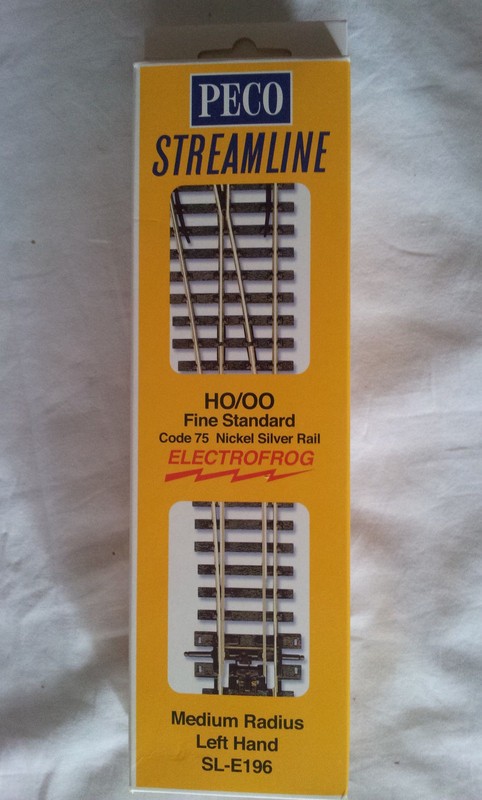 PECO
STREAMLINE
HO/OO
Fine Standard
Code 75 Nickel Silver Rail
ELECTROFROG
Medium Radius
Left Hand
SL-E196